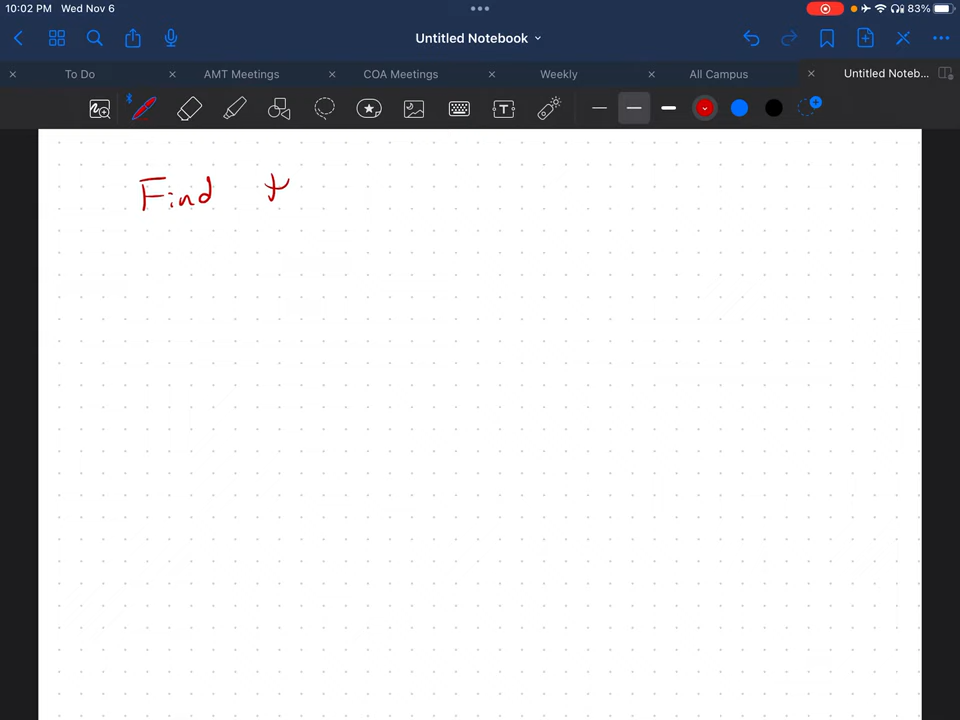 10:02 PM Wed Nov 6 83%
Untitled Notebook
To Do AMT Meetings COA Meetings Weekly All Campus Untitled Noteb...
T
Find t